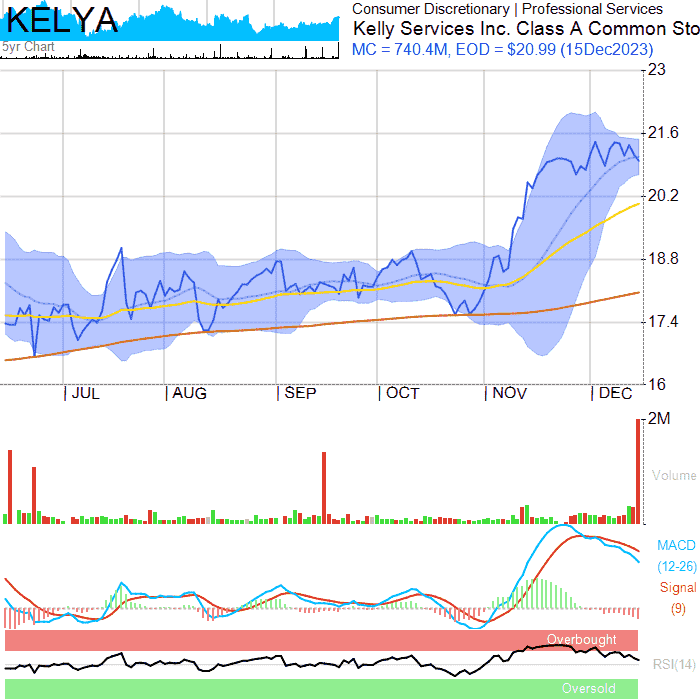 KELYA
5yr Chart
Consumer Discretionary | Professional Services
Kelly Services Inc. Class A Common Sto
MC = 740.4M, EOD = $20.99 (15Dec2023)
23
21.6
20.2
18.8
17.4
16
JUL
AUG
SEP
OCT
NOV
DEC
2M
Volume
MACD
(12-26)
Signal
(9)
Overbought
RSI(14)
Oversold